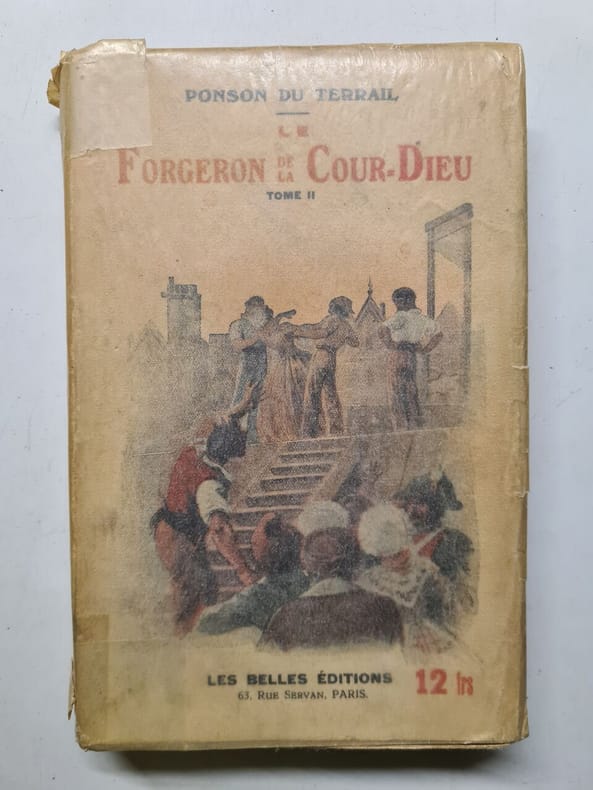 PONSON DU TERRAIL
LE
FORGERON DE LA COUR-DIEU
TOME II
LES BELLES ÉDITIONS
63, RUE SERVAN, PARIS.
12 frs